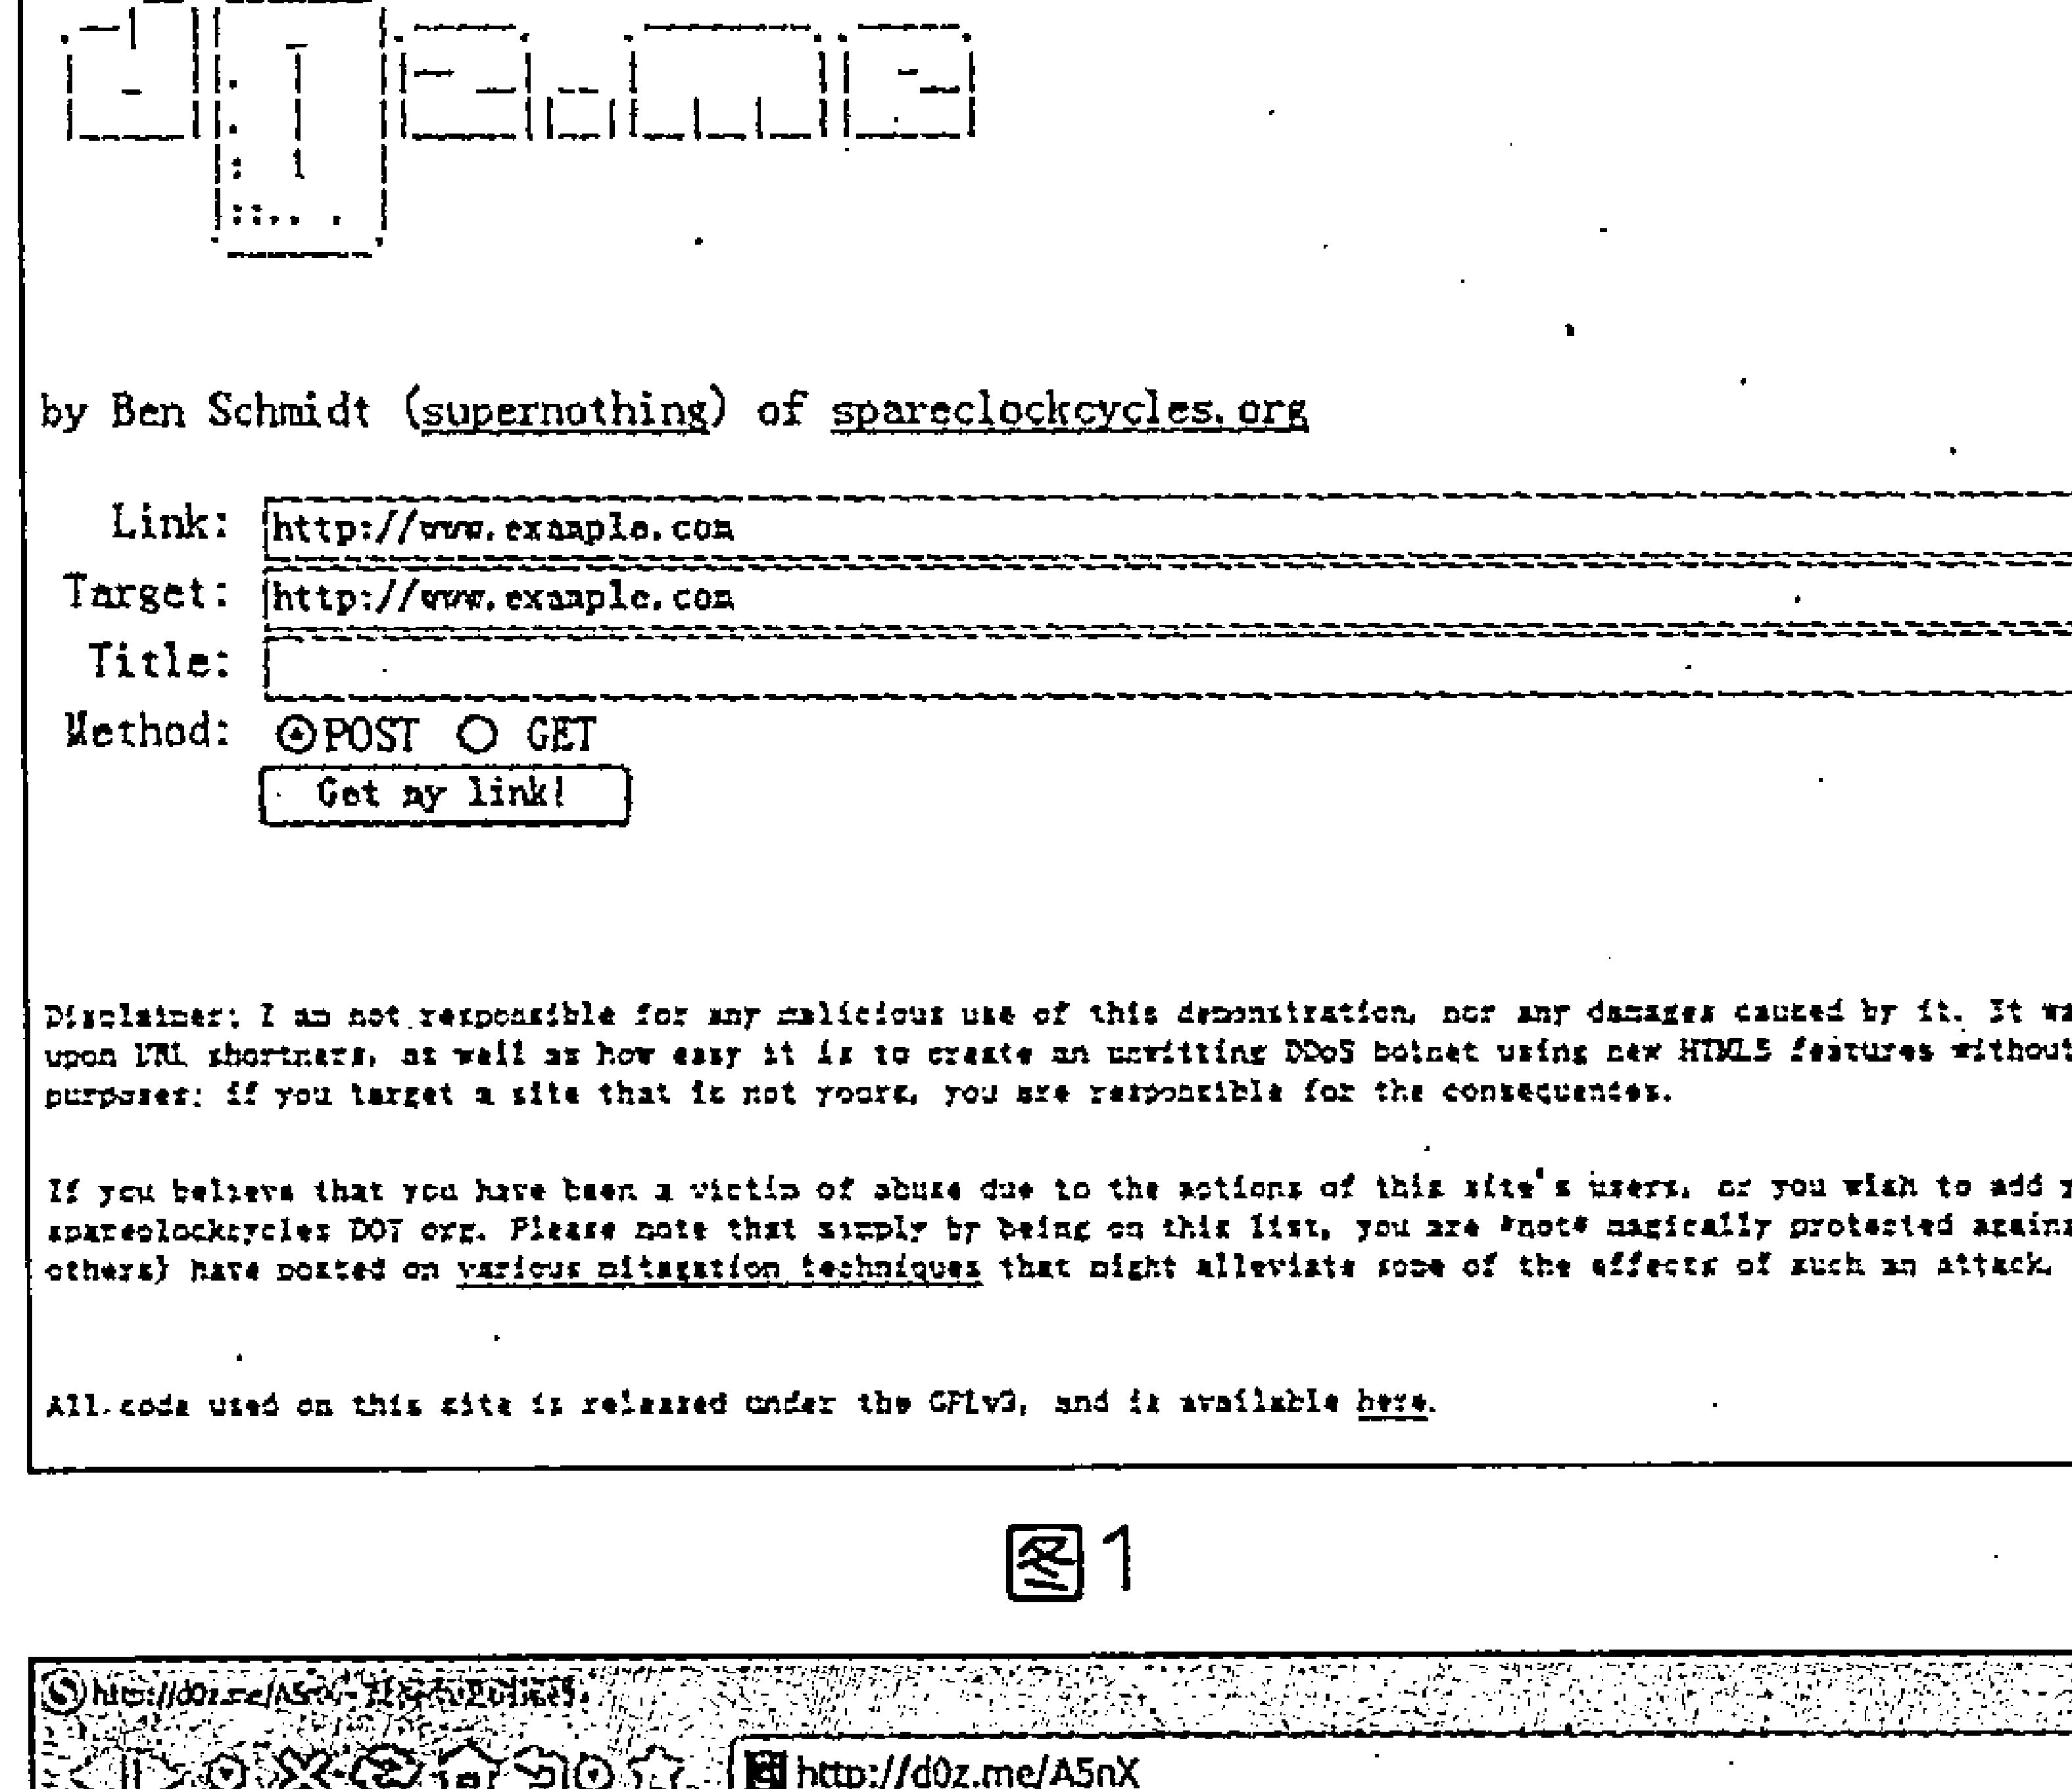 by Ben Schmidt (supernothing) of spareclockcycles.org
Link: http://www.example.com
Target: http://www.example.com
Title:
Method: POST GET
Get my link!
Disclaimer: I am not responsible for any malicious use of this demonstration, nor any damages caused by it. It wa
upon URL shortners, as well as how easy it is to create an unwitting DDoS botnet using new HTML5 features without
purposes; if you target a site that is not yours, you are responsible for the consequences.
If you believe that you have been a victim of abuse due to the actions of this site's users, or you wish to add y
spareclockcycles DOT org. Please note that simply by being on this list, you are *not* magically protected agains
others) have posted on various mitagation techniques that might alleviate some of the effects of such an attack.
All code used on this site is released under the GPLv3, and is available here.
图1
http://d0z.me/A5nX
http://d0z.me/A5nX